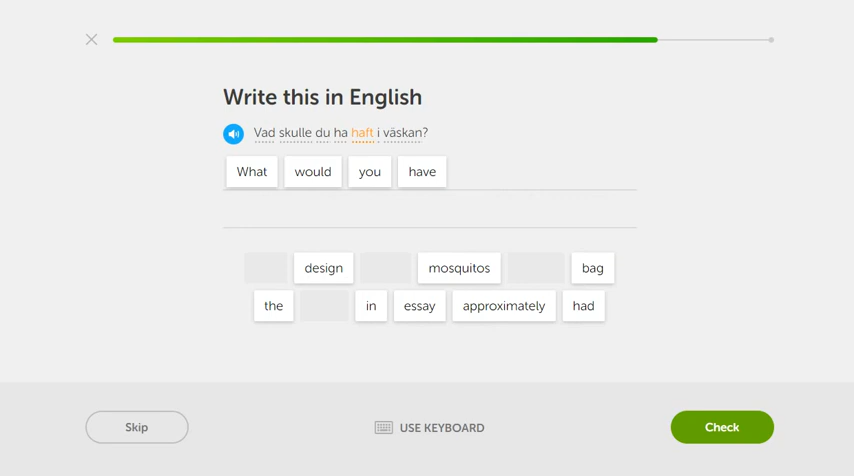 Write this in English
Vad skulle du ha haft i väskan?
What would you have
design mosquitos bag
the in essay approximately had
Skip USE KEYBOARD Check